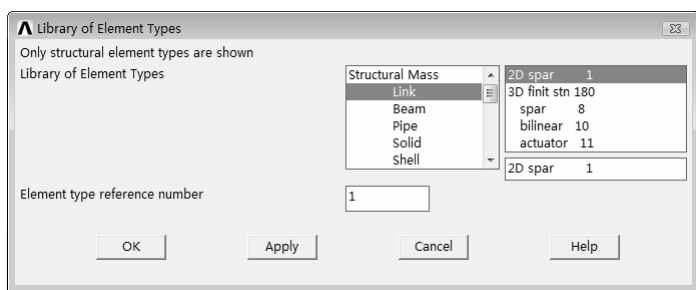 Library of Element Types
Only structural element types are shown
Library of Element Types
Structural Mass
Link
Beam
Pipe
Solid
Shell
2D spar 1
3D finit stn 180
spar 8
bilinear 10
actuator 11
2D spar 1
Element type reference number
1
OK Apply Cancel Help